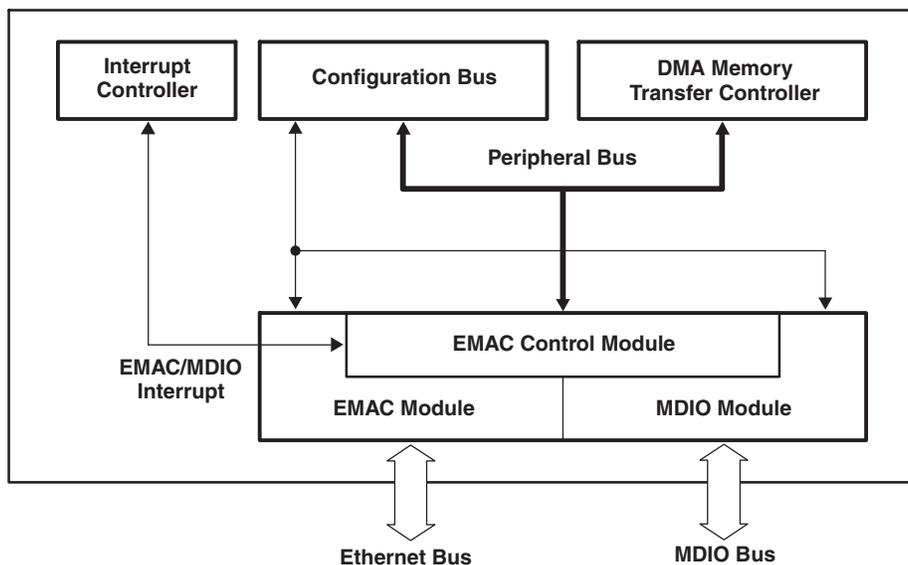 Interrupt
Controller
Configuration Bus
DMA Memory
Transfer Controller
Peripheral Bus
EMAC Control Module
EMAC/MDIO
Interrupt
EMAC Module
MDIO Module
Ethernet Bus
MDIO Bus